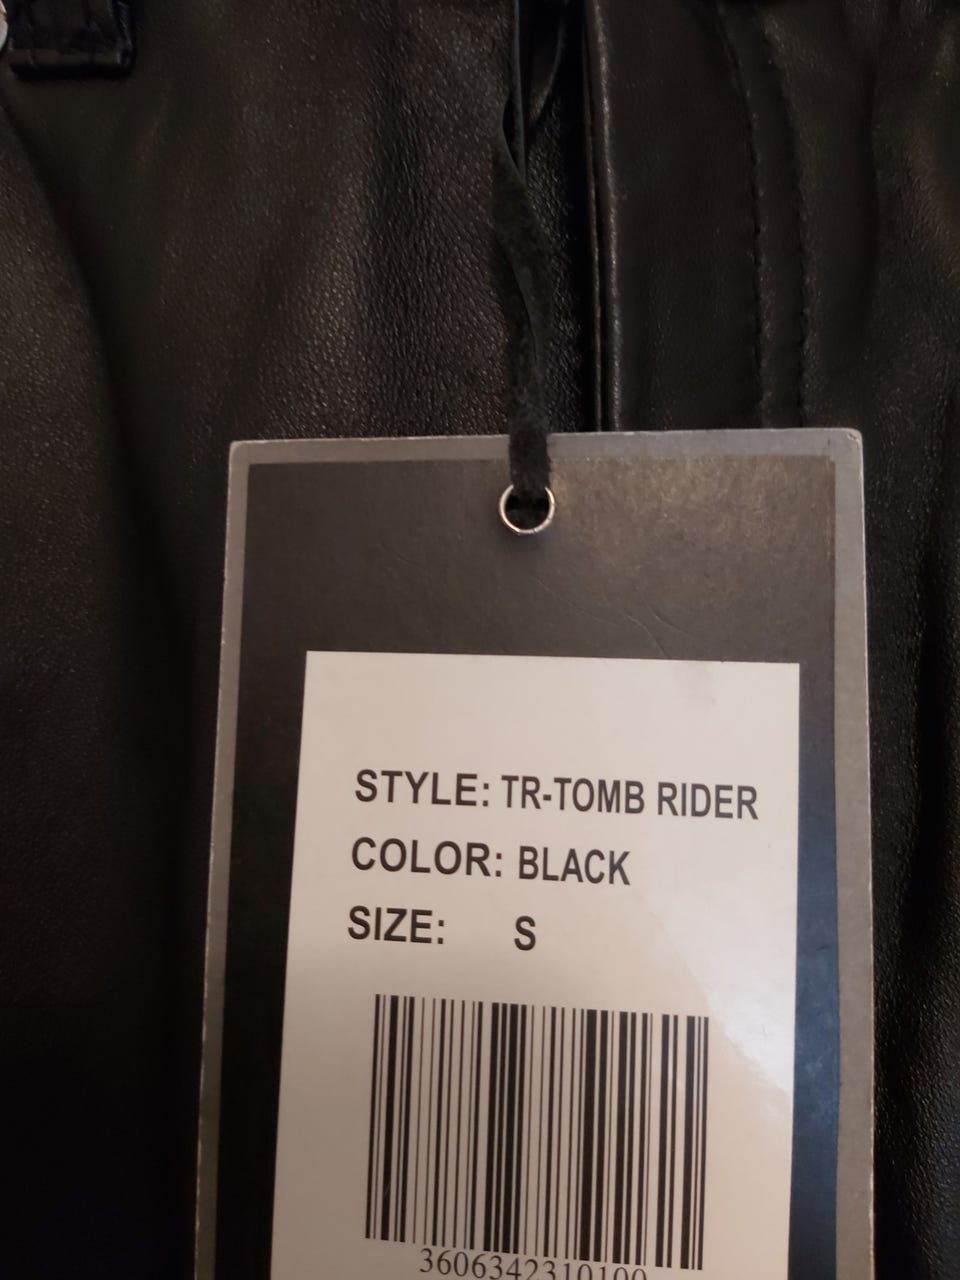 STYLE: TR-TOMB RIDER
COLOR: BLACK
SIZE: S
3606342310100